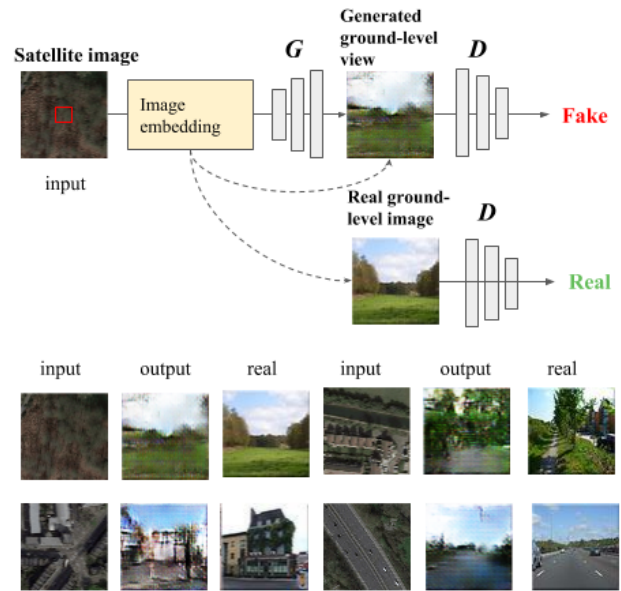 Satellite image
input
Image
embedding
G
Generated
ground-level
view
D
Fake
Real ground-
level image
D
Real
input output real input output real